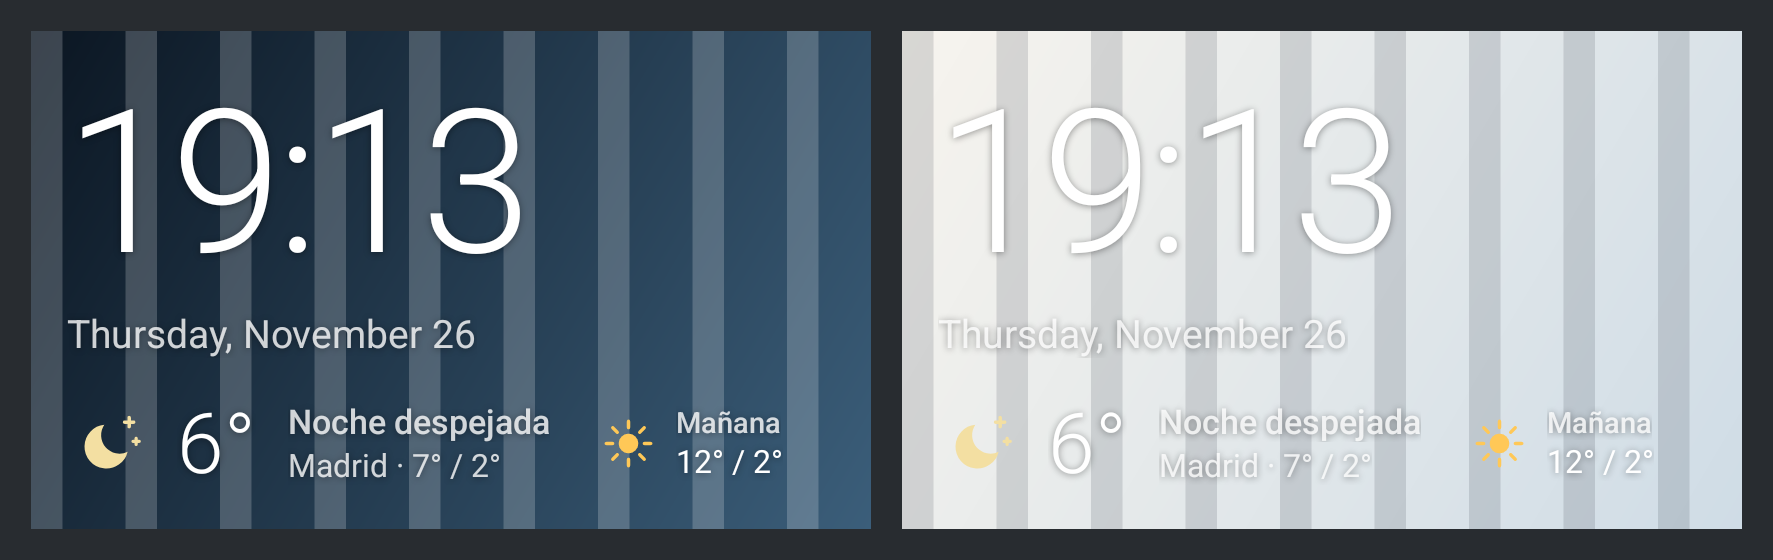 19:13
Thursday, November 26
6°
Noche despejada
Madrid · 7° / 2°
Mañana
12° / 2°
19:13
Thursday, November 26
6°
Noche despejada
Madrid · 7° / 2°
Mañana
12° / 2°